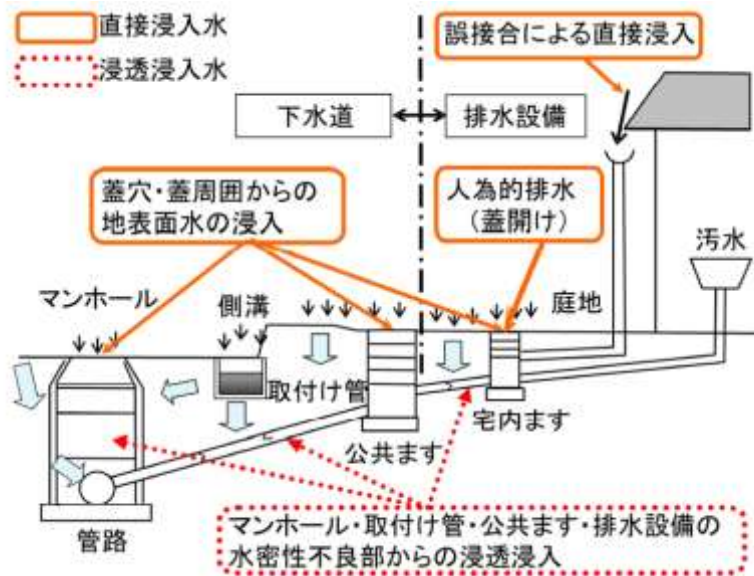 直接浸入水
浸透浸入水
誤接合による直接浸入
下水道
排水設備
蓋穴・蓋周囲からの
地表面水の浸入
人為的排水
（蓋開け）
汚水
マンホール
側溝
庭地
取付け管
宅内ます
公共ます
管路
マンホール・取付け管・公共ます・排水設備の
水密性不良部からの浸透浸入